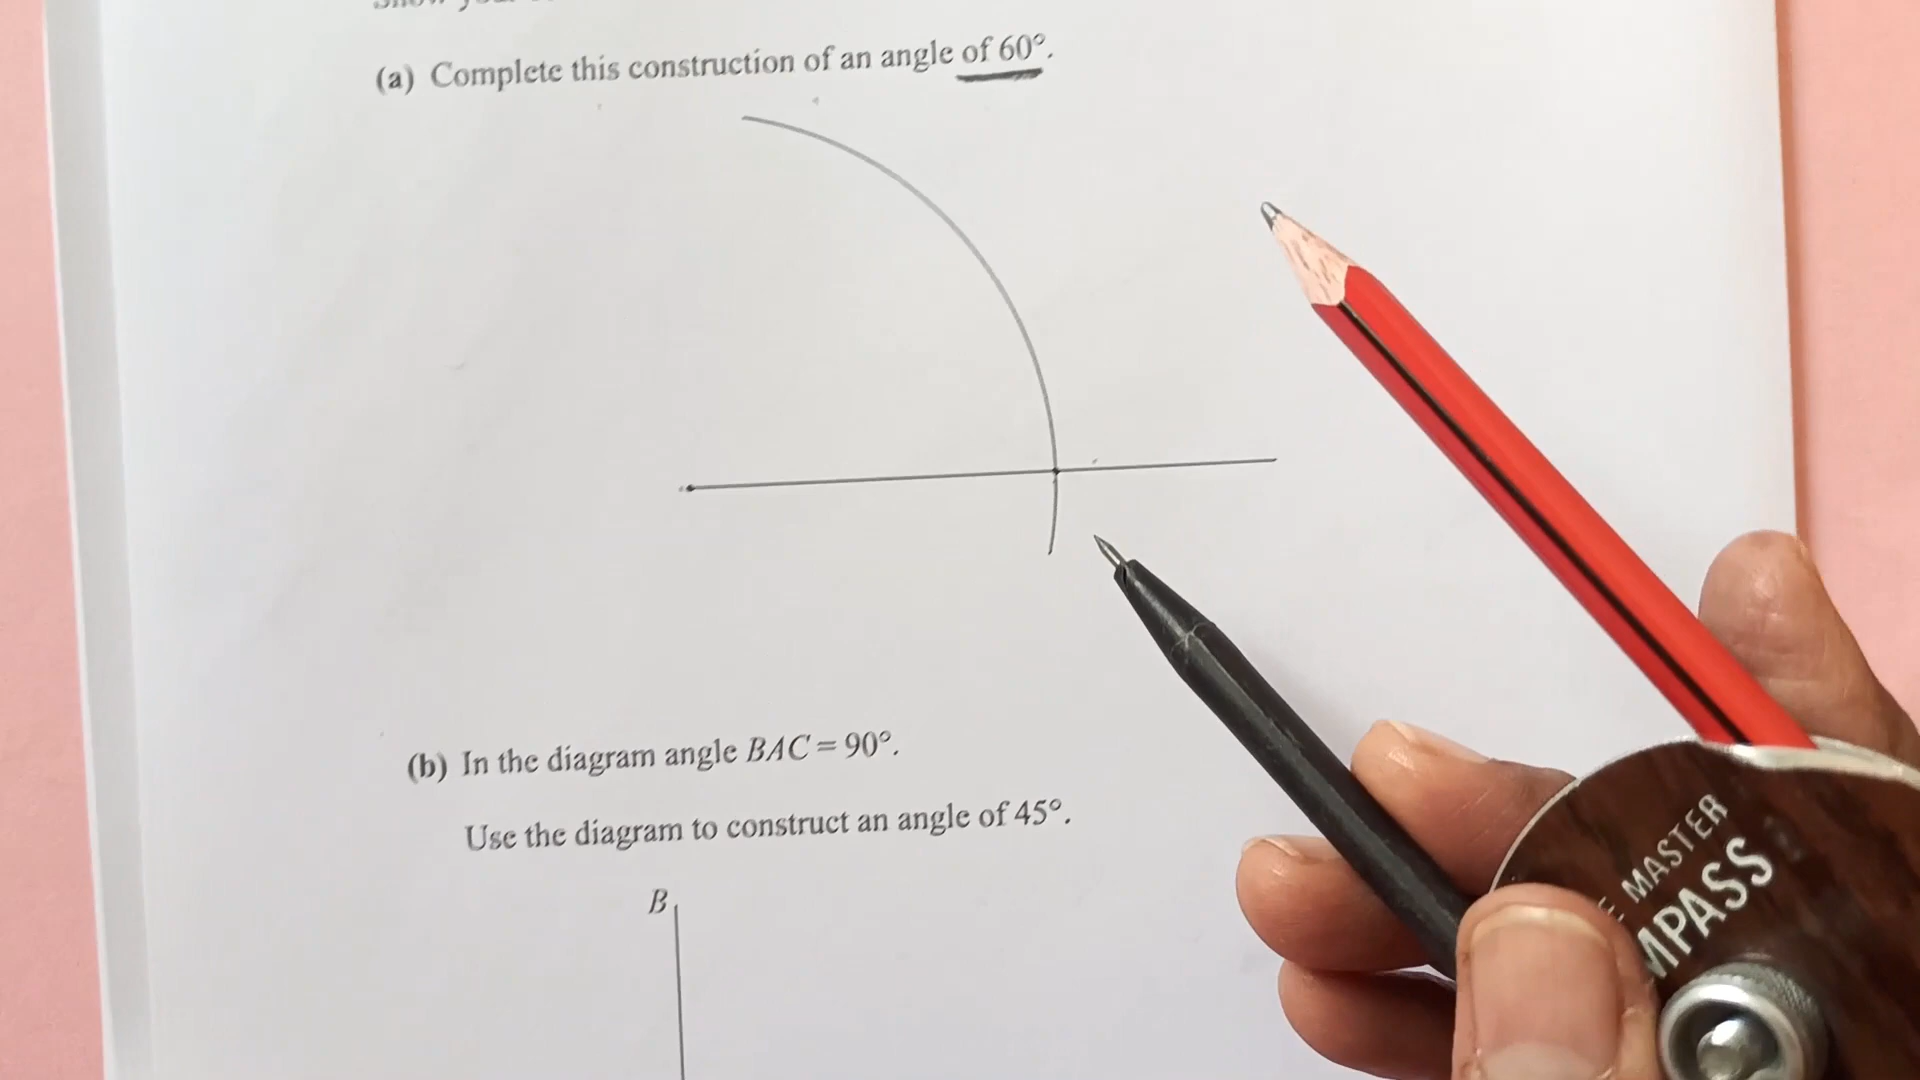 (a) Complete this construction of an angle of 60°.
(b) In the diagram angle BAC = 90°.
Use the diagram to construct an angle of 45°.
B
MASTER
MPASS